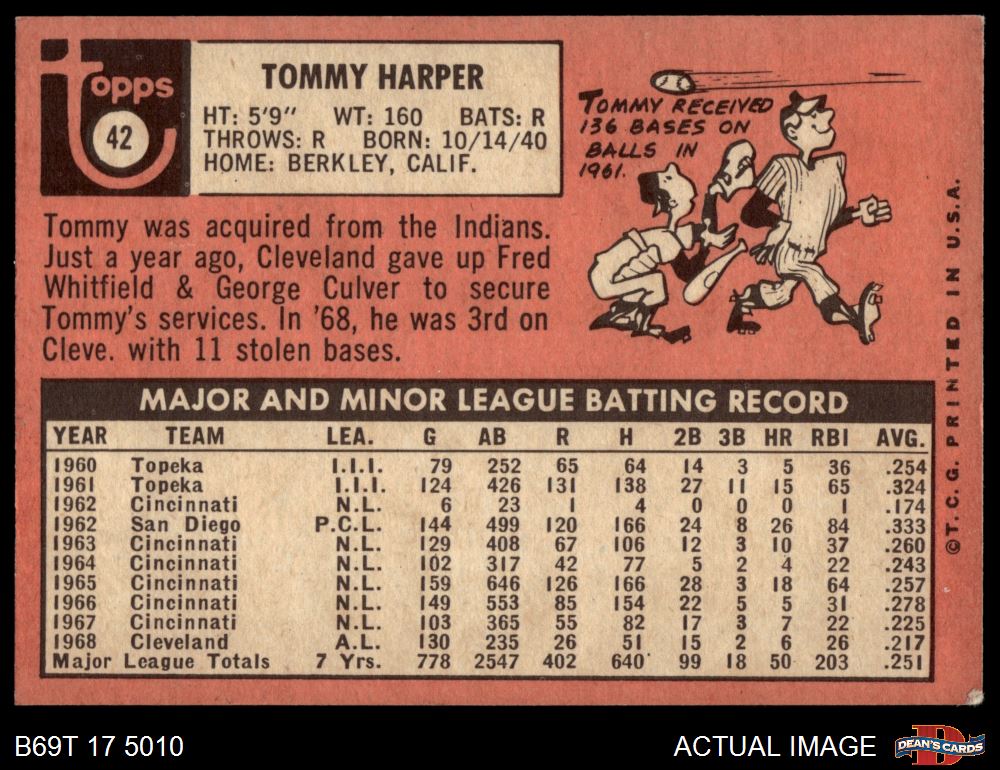 Topps
42
TOMMY HARPER
HT: 5'9" WT: 160 BATS: R
THROWS: R BORN: 10/14/40
HOME: BERKLEY, CALIF.
TOMMY RECEIVED
136 BASES ON
BALLS IN
1961.
Tommy was acquired from the Indians.
Just a year ago, Cleveland gave up Fred
Whitfield & George Culver to secure
Tommy's services. In '68, he was 3rd on
Cleve. with 11 stolen bases.
MAJOR AND MINOR LEAGUE BATTING RECORD
YEAR TEAM LEA. G AB R H 2B 3B HR RBI AVG.
1960 Topeka I.I.I. 79 252 65 64 14 3 5 36 .254
1961 Topeka I.I.I. 124 426 131 138 27 11 15 65 .324
1962 Cincinnati N.L. 6 23 1 4 0 0 0 1 .174
1962 San Diego P.C.L. 144 499 120 166 24 8 26 84 .333
1963 Cincinnati N.L. 129 408 67 106 12 3 10 37 .260
1964 Cincinnati N.L. 102 317 42 77 5 2 4 22 .243
1965 Cincinnati N.L. 159 646 126 166 28 3 18 64 .257
1966 Cincinnati N.L. 149 553 85 154 22 5 5 31 .278
1967 Cincinnati N.L. 103 365 55 82 17 3 7 22 .225
1968 Cleveland A.L. 130 235 26 51 15 2 6 26 .217
Major League Totals 7 Yrs. 778 2547 402 640 99 18 50 203 .251
©T.C.G. PRINTED IN U.S.A.
B69T 17 5010
ACTUAL IMAGE
D
DEAN'S CARDS